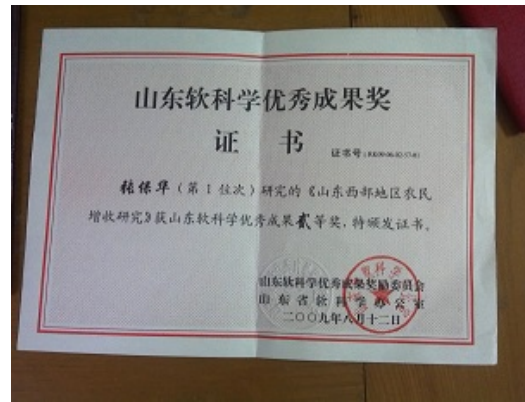 山东软科学优秀成果奖
证 书
证书号:
张保华（第1位次）研究的《山东西部地区农民
增收研究》获山东软科学优秀成果贰等奖，特颁发证书。
山东软科学优秀成果奖励委员会
山东省软科学办公室
二〇〇九年八月十二日